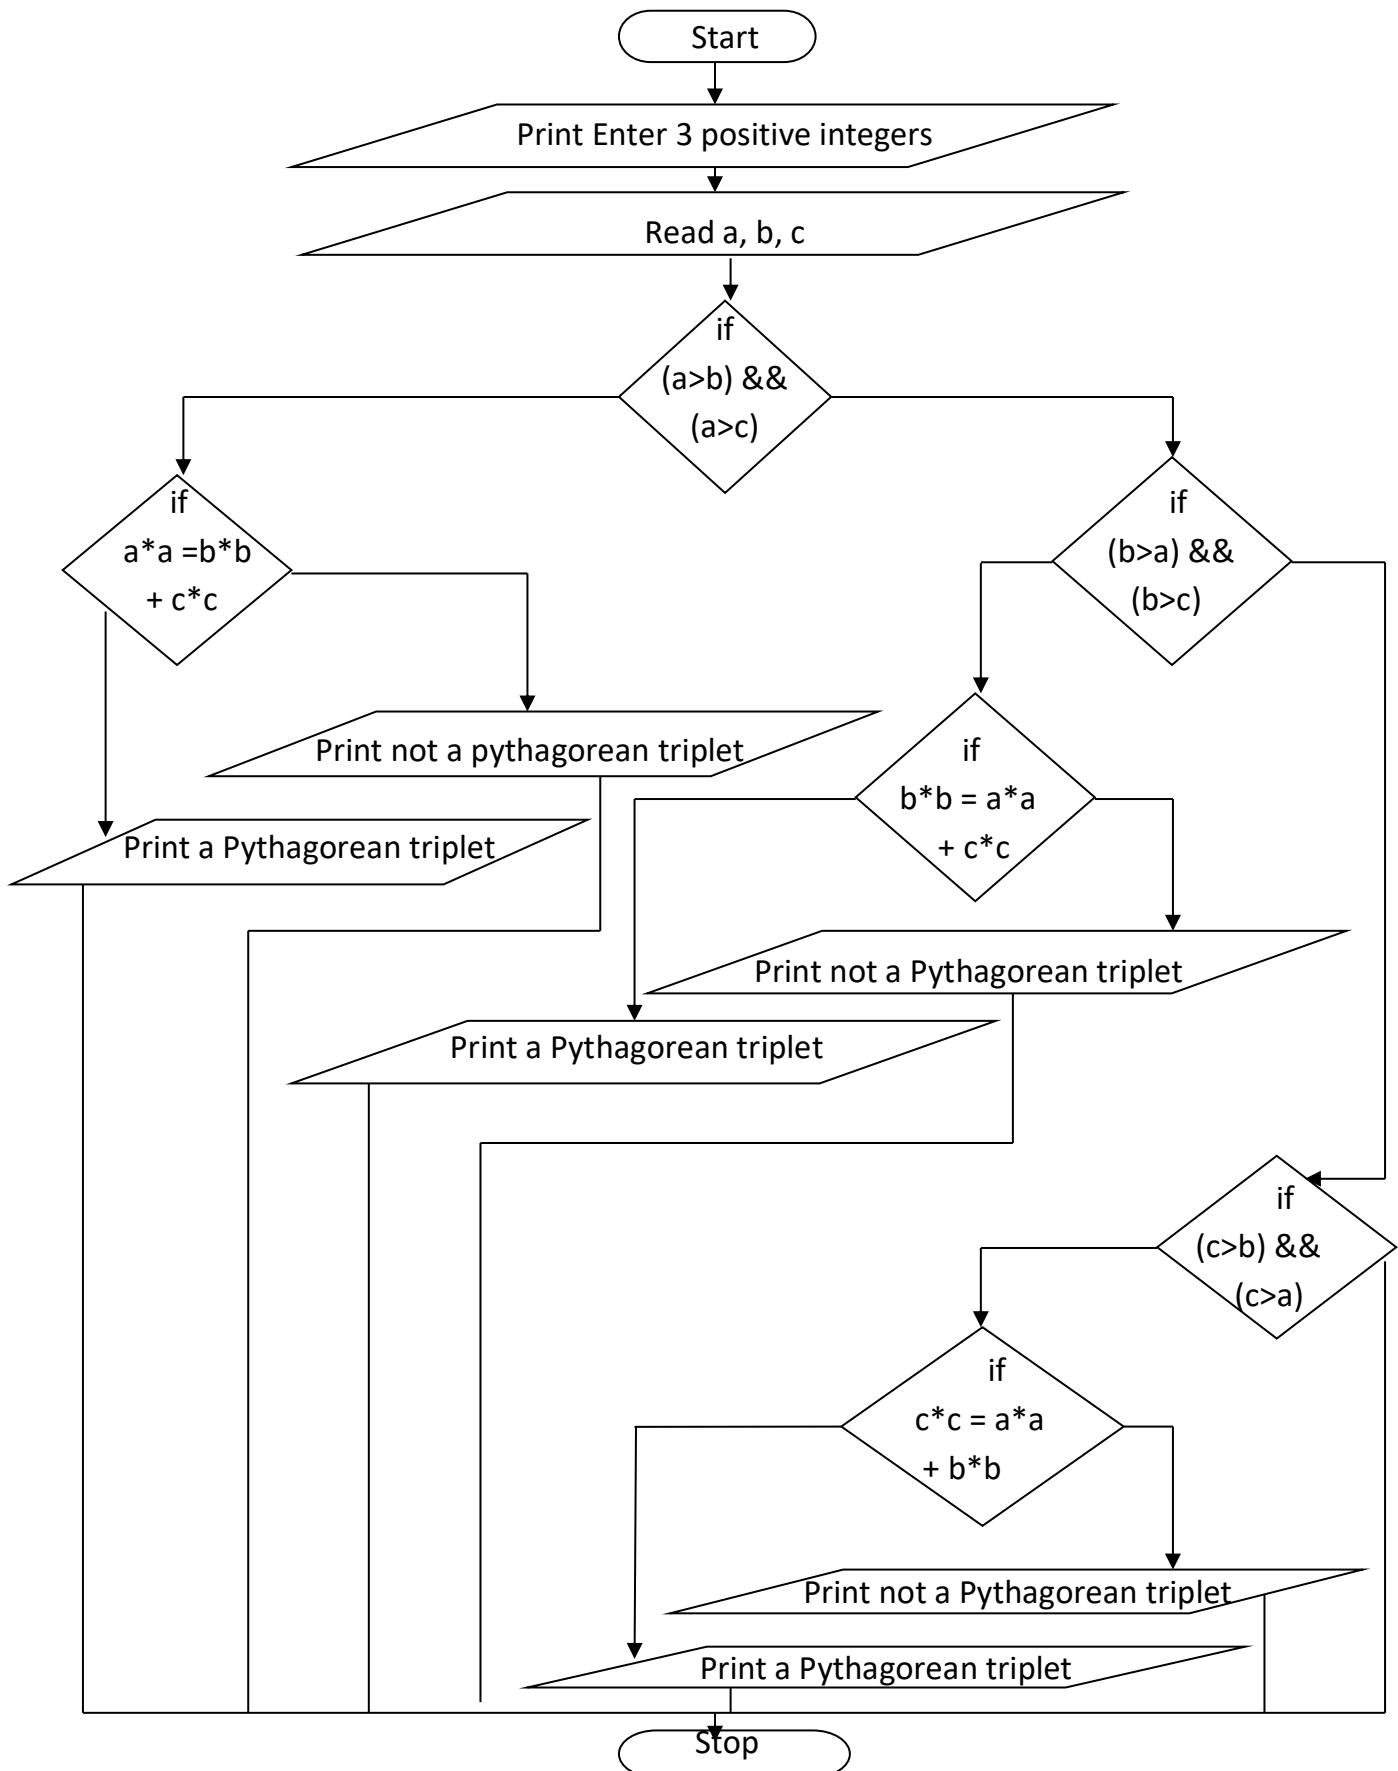 Start
Print Enter 3 positive integers
Read a, b, c
if
(a>b) &&
(a>c)
if
a*a =b*b
+ c*c
if
(b>a) &&
(b>c)
Print not a pythagorean triplet
if
b*b = a*a
+ c*c
Print a Pythagorean triplet
Print not a Pythagorean triplet
Print a Pythagorean triplet
if
(c>b) &&
(c>a)
if
c*c = a*a
+ b*b
Print not a Pythagorean triplet
Print a Pythagorean triplet
Stop